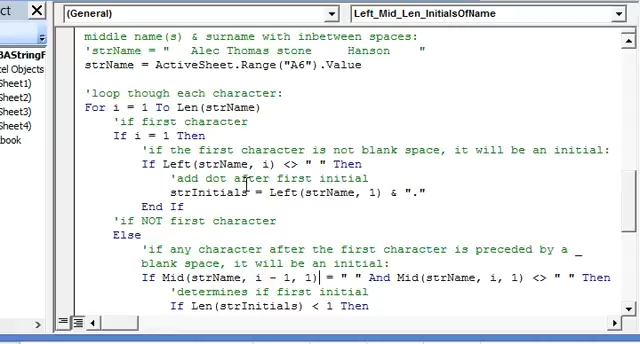 ct
(General)
Left_Mid_Len_InitialsOfName
BAStringF
cel Objects
Sheet1)
Sheet2)
Sheet3)
Sheet4)
book
middle name(s) & surname with inbetween spaces:
'strName = "   Alec Thomas stone     Hanson    "
strName = ActiveSheet.Range("A6").Value
'loop though each character:
For i = 1 To Len(strName)
'if first character
If i = 1 Then
'if the first character is not blank space, it will be an initial:
If Left(strName, i) <> " " Then
'add dot after first initial
strInitials = Left(strName, 1) & "."
End If
'if NOT first character
Else
'if any character after the first character is preceded by a _
blank space, it will be an initial:
If Mid(strName, i - 1, 1) = " " And Mid(strName, i, 1) <> " " Then
'determines if first initial
If Len(strInitials) < 1 Then